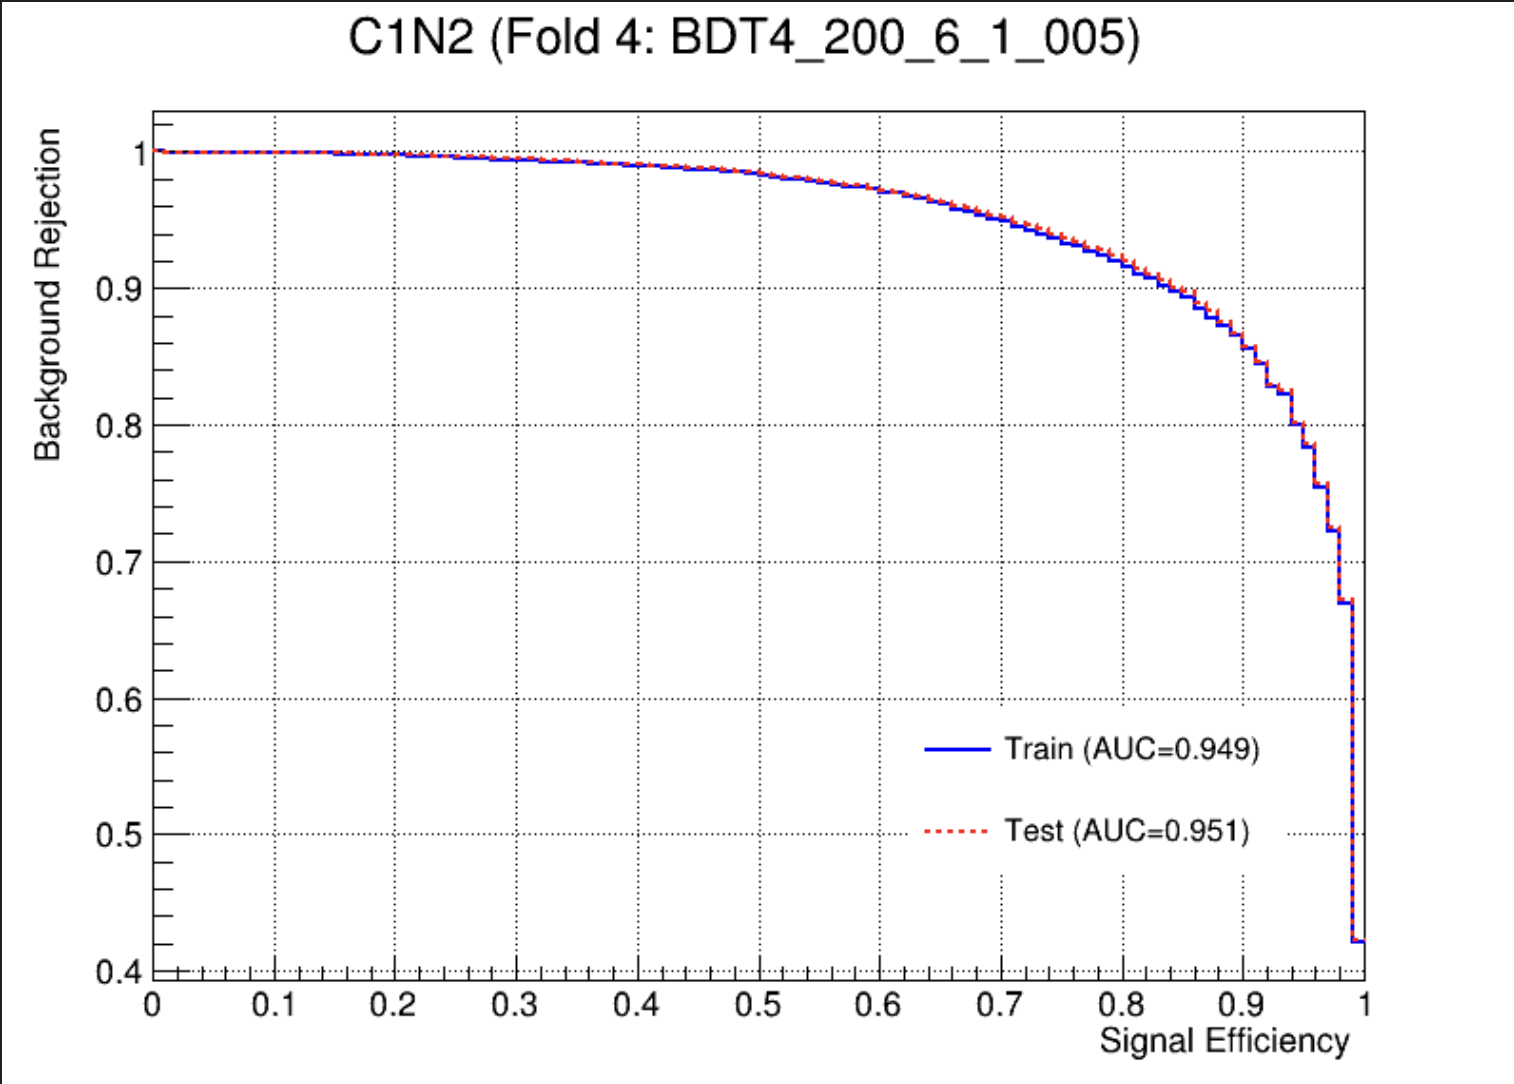 C1N2 (Fold 4: BDT4_200_6_1_005)
Background Rejection
1
0.9
0.8
0.7
0.6
0.5
0.4
Train (AUC=0.949)
Test (AUC=0.951)
0 0.1 0.2 0.3 0.4 0.5 0.6 0.7 0.8 0.9 1
Signal Efficiency